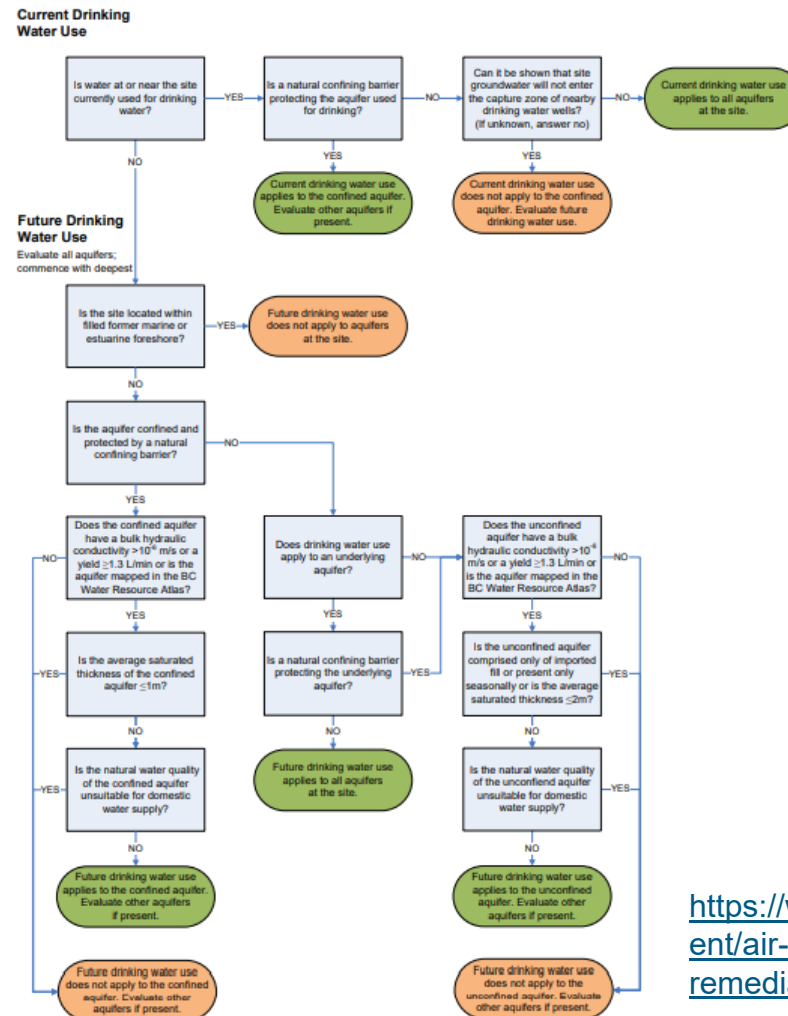 Current Drinking
Water Use
Is water at or near the site
currently used for drinking
water?
YES
Is a natural confining barrier
protecting the aquifer used
for drinking?
NO
Can it be shown that site
groundwater will not enter
the capture zone of nearby
drinking water wells?
(If unknown, answer no)
NO
Current drinking water use
applies to all aquifers
at the site.
NO
YES
YES
Current drinking water use
applies to the confined aquifer.
Evaluate other aquifers if
present.
Current drinking water use
does not apply to the confined
aquifer. Evaluate future
drinking water use.
Future Drinking
Water Use
Evaluate all aquifers;
commence with deepest
Is the site located within
filled former marine or
estuarine foreshore?
YES
Future drinking water use
does not apply to aquifers
at the site.
NO
Is the aquifer confined and
protected by a natural
confining barrier?
NO
YES
Does the confined aquifer
have a bulk hydraulic
conductivity >10⁻⁶ m/s or a
yield ≥1.3 L/min or is the
aquifer mapped in the BC
Water Resource Atlas?
NO
Does drinking water use
apply to an underlying
aquifer?
NO
Does the unconfined
aquifer have a bulk
hydraulic conductivity >10⁻⁶
m/s or a yield ≥1.3 L/min or
is the aquifer mapped in the
BC Water Resource Atlas?
NO
YES
YES
YES
Is the average saturated
thickness of the confined
aquifer ≤1m?
YES
Is a natural confining barrier
protecting the underlying
aquifer?
YES
Is the unconfined aquifer
comprised only of imported
fill or present only
seasonally or is the average
saturated thickness ≤2m?
YES
NO
NO
NO
Is the natural water quality
of the confined aquifer
unsuitable for domestic
water supply?
YES
Future drinking water use
applies to all aquifers
at the site.
Is the natural water quality
of the unconfiend aquifer
unsuitable for domestic
water supply?
YES
NO
NO
Future drinking water use
applies to the confined aquifer.
Evaluate other aquifers
if present.
Future drinking water use
applies to the unconfined
aquifer. Evaluate other
aquifers if present.
Future drinking water use
does not apply to the confined
aquifer. Evaluate other
aquifers if present.
Future drinking water use
does not apply to the
unconfined aquifer. Evaluate
other aquifers if present.
https://
ent/air-
remedia